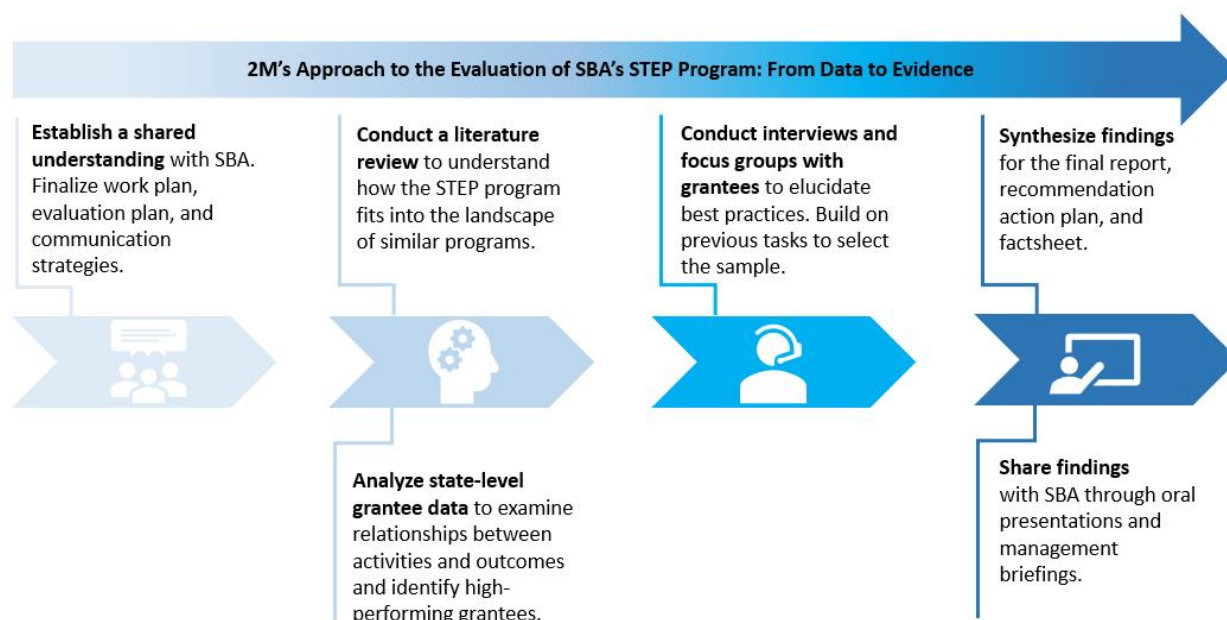 2M's Approach to the Evaluation of SBA's STEP Program: From Data to Evidence
Establish a shared
understanding with SBA.
Finalize work plan,
evaluation plan, and
communication
strategies.
Conduct a literature
review to understand
how the STEP program
fits into the landscape
of similar programs.
Conduct interviews and
focus groups with
grantees to elucidate
best practices. Build on
previous tasks to select
the sample.
Synthesize findings
for the final report,
recommendation
action plan, and
factsheet.
Analyze state-level
grantee data to examine
relationships between
activities and outcomes
and identify high-
performing grantees.
Share findings
with SBA through oral
presentations and
management
briefings.